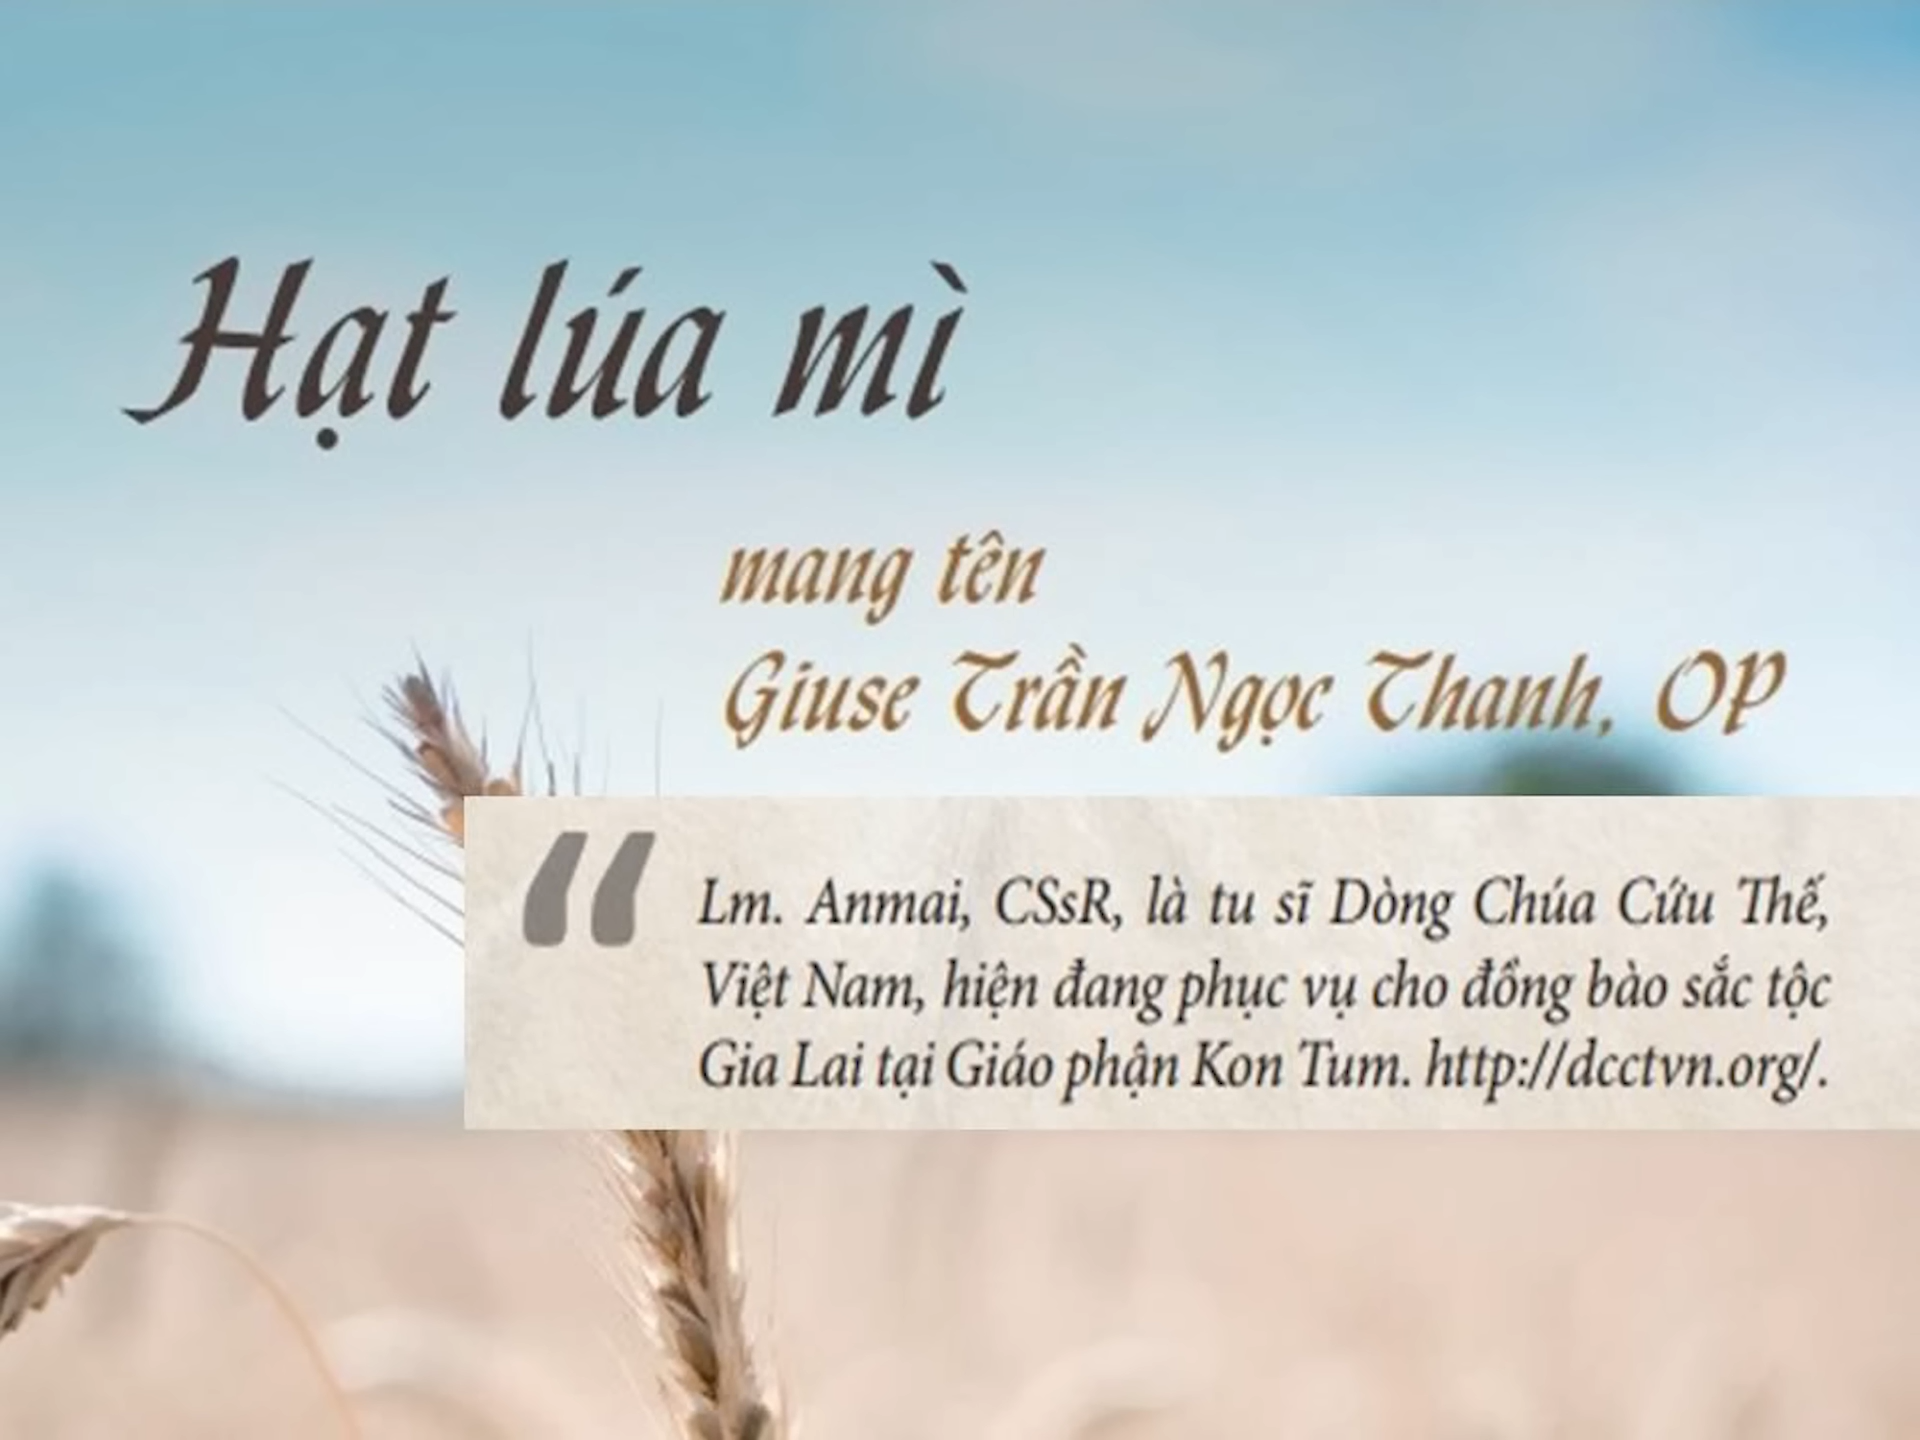 Hạt lúa mì
mang tên
Giuse Trần Ngọc Thanh, OP
“
Lm. Anmai, CSsR, là tu sĩ Dòng Chúa Cứu Thế,
Việt Nam, hiện đang phục vụ cho đồng bào sắc tộc
Gia Lai tại Giáo phận Kon Tum. http://dcctvn.org/.